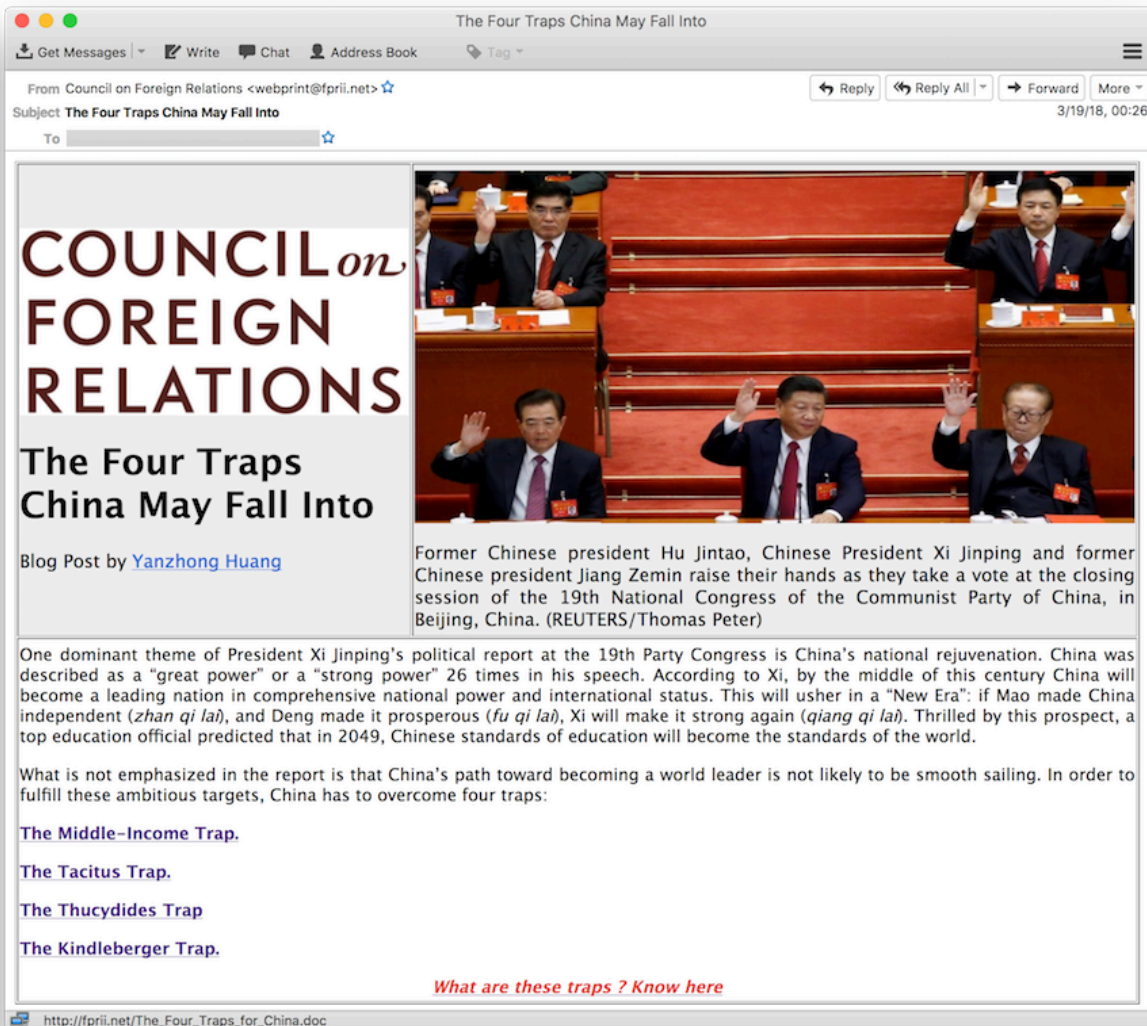 The Four Traps China May Fall Into
Get Messages
Write
Chat
Address Book
Tag
From Council on Foreign Relations <webprint@fprii.net>
Reply
Reply All
Forward
More
Subject The Four Traps China May Fall Into
3/19/18, 00:26
To
COUNCIL on
FOREIGN
RELATIONS
The Four Traps
China May Fall Into
Blog Post by Yanzhong Huang
Former Chinese president Hu Jintao, Chinese President Xi Jinping and former
Chinese president Jiang Zemin raise their hands as they take a vote at the closing
session of the 19th National Congress of the Communist Party of China, in
Beijing, China. (REUTERS/Thomas Peter)
One dominant theme of President Xi Jinping's political report at the 19th Party Congress is China's national rejuvenation. China was
described as a “great power” or a “strong power” 26 times in his speech. According to Xi, by the middle of this century China will
become a leading nation in comprehensive national power and international status. This will usher in a “New Era”: if Mao made China
independent (zhan qi lai), and Deng made it prosperous (fu qi lai), Xi will make it strong again (qiang qi lai). Thrilled by this prospect, a
top education official predicted that in 2049, Chinese standards of education will become the standards of the world.
What is not emphasized in the report is that China's path toward becoming a world leader is not likely to be smooth sailing. In order to
fulfill these ambitious targets, China has to overcome four traps:
The Middle-Income Trap.
The Tacitus Trap.
The Thucydides Trap
The Kindleberger Trap.
What are these traps ? Know here
http://fprii.net/The_Four_Traps_for_China.doc